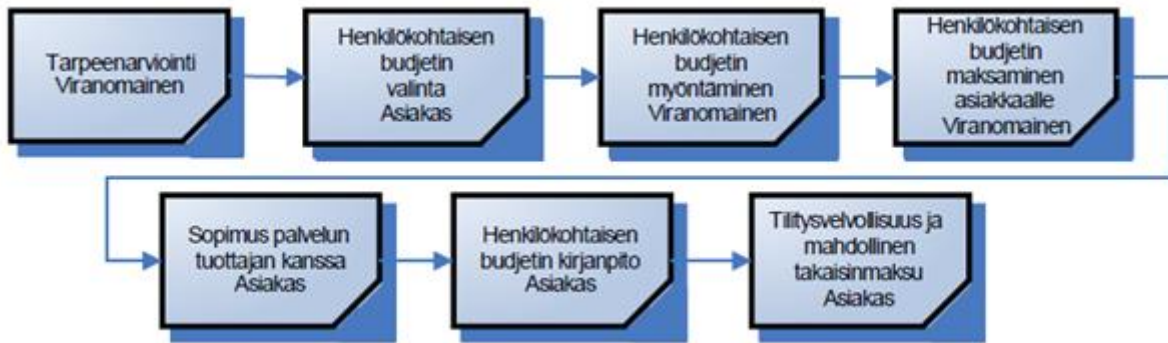 Tarpeenarviointi
Viranomainen
Henkilökohtaisen
budjetin
valinta
Asiakas
Henkilökohtaisen
budjetin
myöntäminen
Viranomainen
Henkilökohtaisen
budjetin
maksaminen
asiakkaalle
Viranomainen
Sopimus palvelun
tuottajan kanssa
Asiakas
Henkilökohtaisen
budjetin kirjanpito
Asiakas
Tilitysvelvollisuus ja
mahdollinen
takaisinmaksu
Asiakas